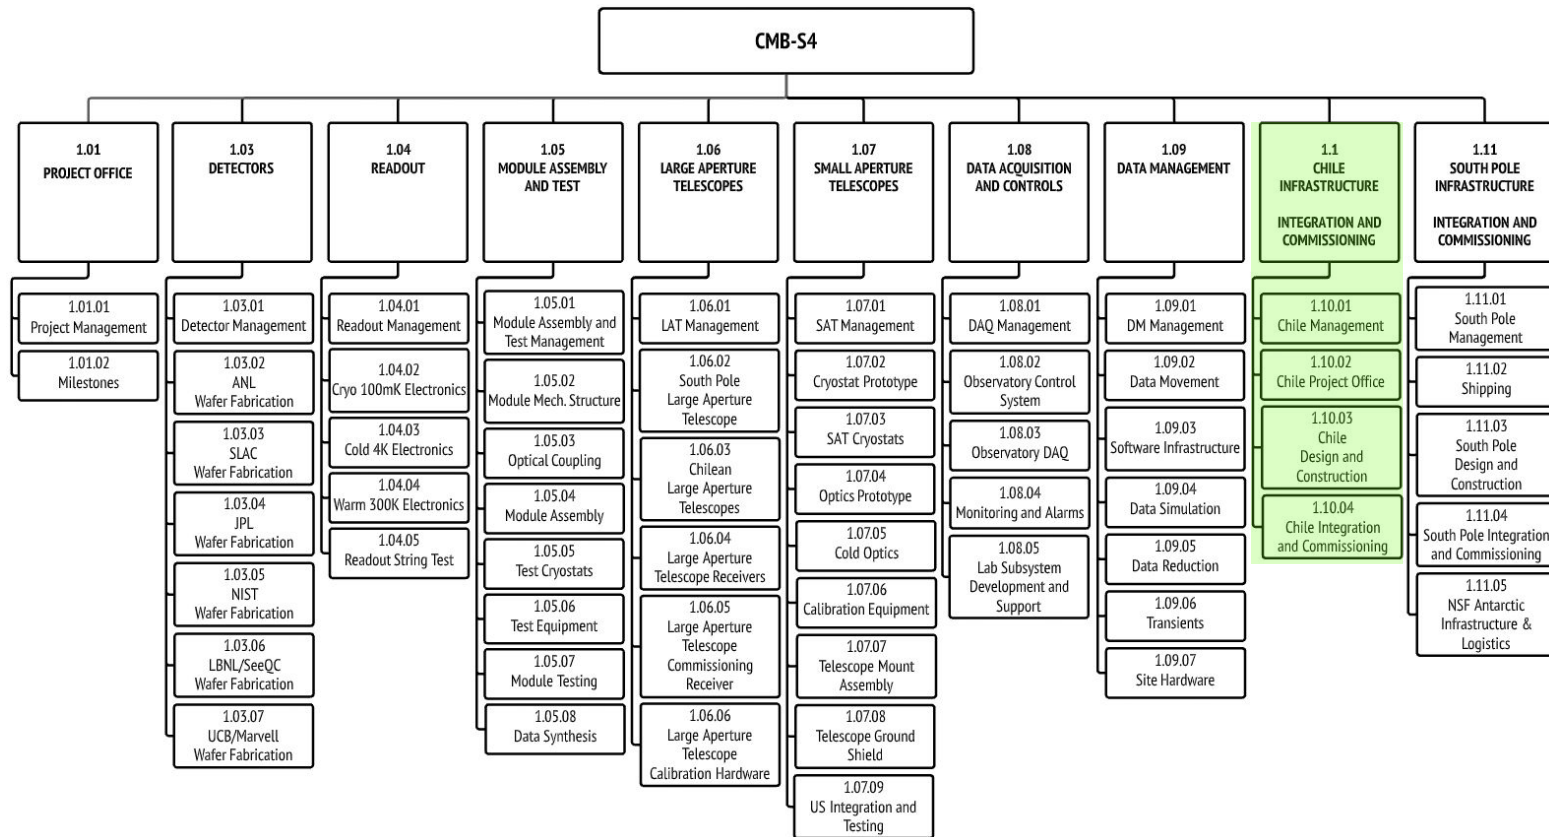 CMB-S4
1.01
PROJECT OFFICE
1.01.01
Project Management
1.01.02
Milestones
1.03
DETECTORS
1.03.01
Detector Management
1.03.02
ANL
Wafer Fabrication
1.03.03
SLAC
Wafer Fabrication
1.03.04
JPL
Wafer Fabrication
1.03.05
NIST
Wafer Fabrication
1.03.06
LBNL/SeeQC
Wafer Fabrication
1.03.07
UCB/Marvell
Wafer Fabrication
1.04
READOUT
1.04.01
Readout Management
1.04.02
Cryo 100mK Electronics
1.04.03
Cold 4K Electronics
1.04.04
Warm 300K Electronics
1.04.05
Readout String Test
1.05
MODULE ASSEMBLY
AND TEST
1.05.01
Module Assembly and
Test Management
1.05.02
Module Mech. Structure
1.05.03
Optical Coupling
1.05.04
Module Assembly
1.05.05
Test Cryostats
1.05.06
Test Equipment
1.05.07
Module Testing
1.05.08
Data Synthesis
1.06
LARGE APERTURE
TELESCOPES
1.06.01
LAT Management
1.06.02
South Pole
Large Aperture
Telescope
1.06.03
Chilean
Large Aperture
Telescopes
1.06.04
Large Aperture
Telescope Receivers
1.06.05
Large Aperture
Telescope
Commissioning
Receiver
1.06.06
Large Aperture
Telescope
Calibration Hardware
1.07
SMALL APERTURE
TELESCOPES
1.07.01
SAT Management
1.07.02
Cryostat Prototype
1.07.03
SAT Cryostats
1.07.04
Optics Prototype
1.07.05
Cold Optics
1.07.06
Calibration Equipment
1.07.07
Telescope Mount
Assembly
1.07.08
Telescope Ground
Shield
1.07.09
US Integration and
Testing
1.08
DATA ACQUISITION
AND CONTROLS
1.08.01
DAQ Management
1.08.02
Observatory Control
System
1.08.03
Observatory DAQ
1.08.04
Monitoring and Alarms
1.08.05
Lab Subsystem
Development and
Support
1.09
DATA MANAGEMENT
1.09.01
DM Management
1.09.02
Data Movement
1.09.03
Software Infrastructure
1.09.04
Data Simulation
1.09.05
Data Reduction
1.09.06
Transients
1.09.07
Site Hardware
1.1
CHILE
INFRASTRUCTURE
INTEGRATION AND
COMMISSIONING
1.10.01
Chile Management
1.10.02
Chile Project Office
1.10.03
Chile
Design and
Construction
1.10.04
Chile Integration
and Commissioning
1.11
SOUTH POLE
INFRASTRUCTURE
INTEGRATION AND
COMMISSIONING
1.11.01
South Pole
Management
1.11.02
Shipping
1.11.03
South Pole
Design and
Construction
1.11.04
South Pole Integration
and Commissioning
1.11.05
NSF Antarctic
Infrastructure &
Logistics